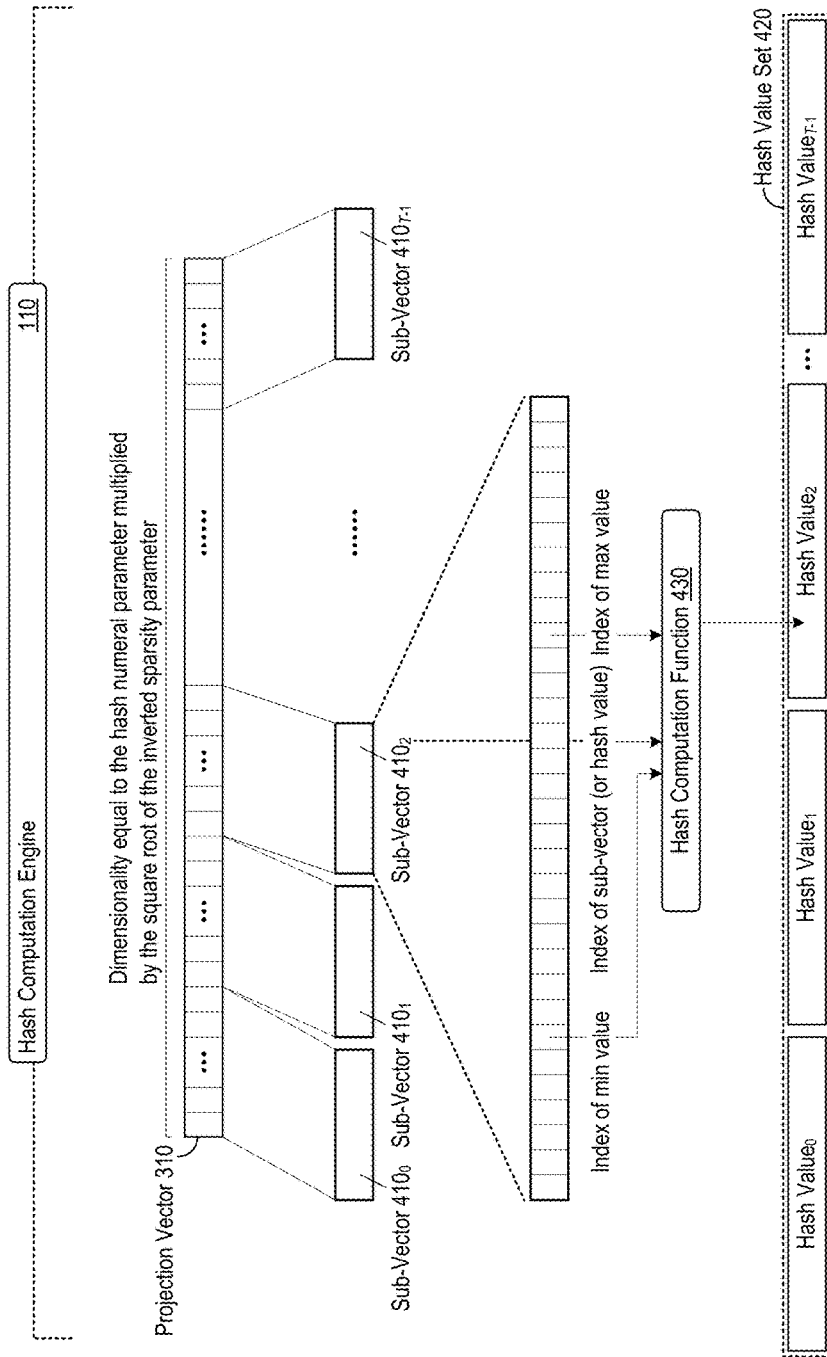 Hash Computation Engine 110
Dimensionality equal to the hash numeral parameter multiplied
by the square root of the inverted sparsity parameter
Projection Vector 310
...
...
...
......
...
Sub-Vector 410₀
Sub-Vector 410₁
Sub-Vector 410₂
......
Sub-Vector 410T-1
Index of min value
Index of sub-vector (or hash value)
Index of max value
Hash Computation Function 430
Hash Value Set 420
Hash Value₀
Hash Value₁
Hash Value₂
...
Hash ValueT-1